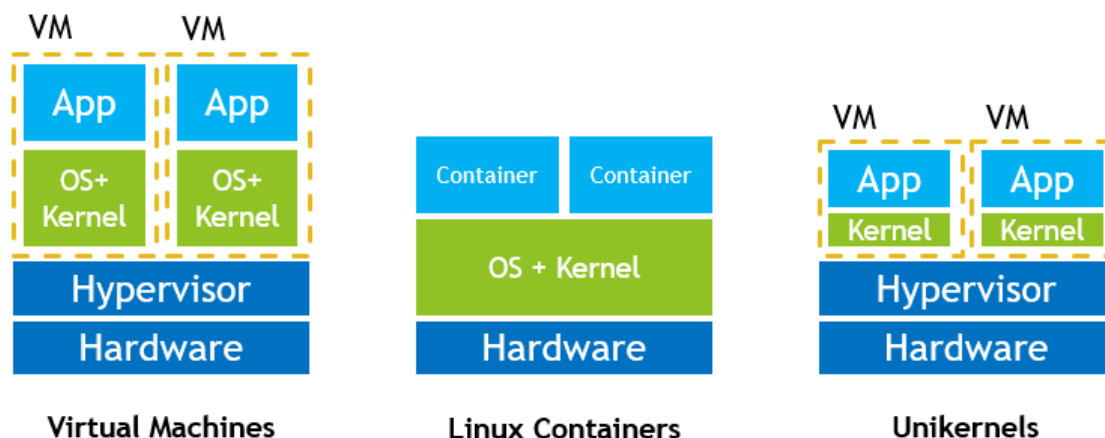 VM
VM
App
App
OS+
Kernel
OS+
Kernel
Hypervisor
Hardware
Virtual Machines
Container
Container
OS + Kernel
Hardware
Linux Containers
VM
VM
App
App
Kernel
Kernel
Hypervisor
Hardware
Unikernels